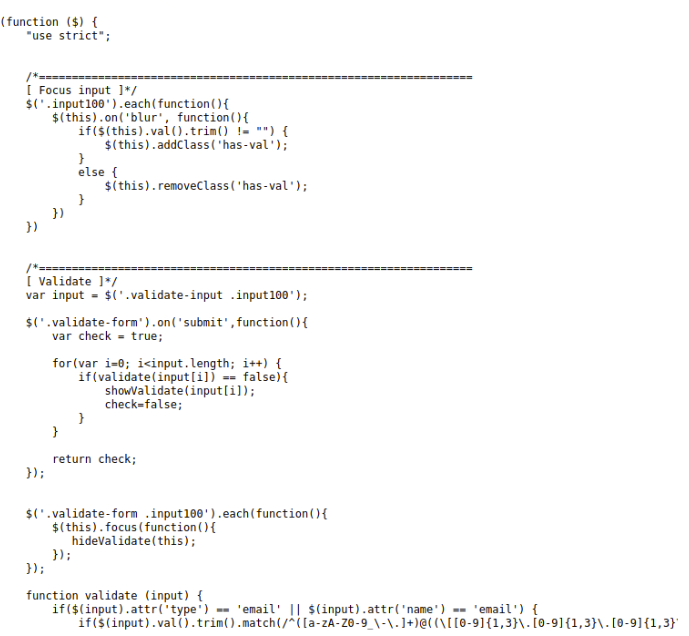 (function ($) {
    "use strict";
    /*==================================================================
    [ Focus input ]*/
    $('.input100').each(function(){
        $(this).on('blur', function(){
            if($(this).val().trim() != "") {
                $(this).addClass('has-val');
            }
            else {
                $(this).removeClass('has-val');
            }
        })
    })
    /*==================================================================
    [ Validate ]*/
    var input = $('.validate-input .input100');
    $('.validate-form').on('submit',function(){
        var check = true;
        for(var i=0; i<input.length; i++) {
            if(validate(input[i]) == false){
                showValidate(input[i]);
                check=false;
            }
        }
        return check;
    });
    $('.validate-form .input100').each(function(){
        $(this).focus(function(){
           hideValidate(this);
        });
    });
    function validate (input) {
        if($(input).attr('type') == 'email' || $(input).attr('name') == 'email') {
            if($(input).val().trim().match(/^([a-zA-Z0-9_\-\.]+)@((\[[0-9]{1,3}\.[0-9]{1,3}\.[0-9]{1,3}